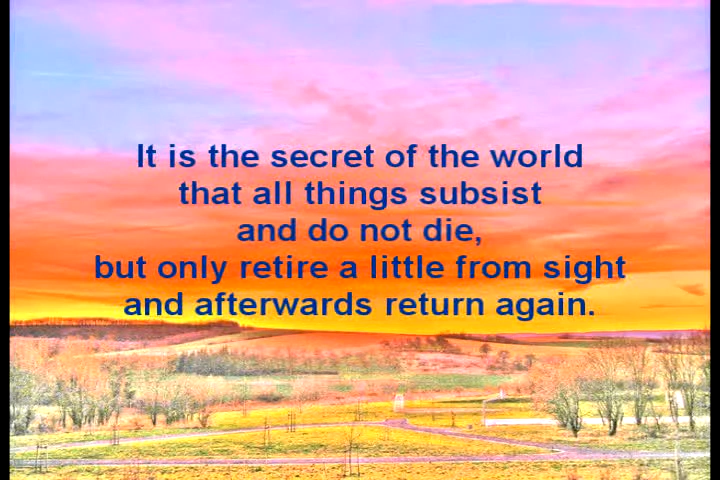 It is the secret of the world
that all things subsist
and do not die,
but only retire a little from sight
and afterwards return again.